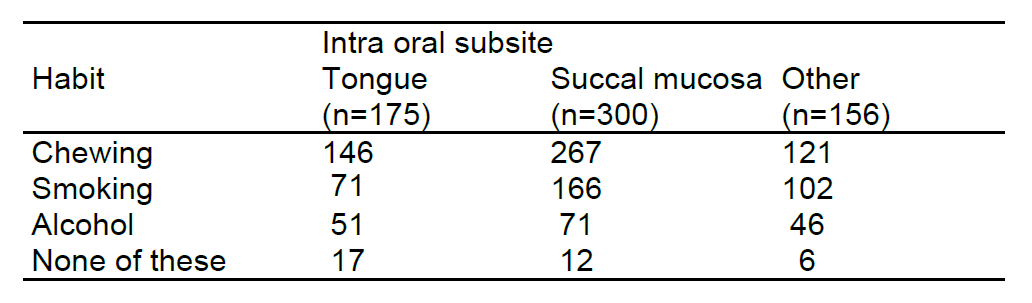 Intra oral subsite
Habit Tongue Succal mucosa Other
(n=175) (n=300) (n=156)
Chewing 146 267 121
Smoking 71 166 102
Alcohol 51 71 46
None of these 17 12 6